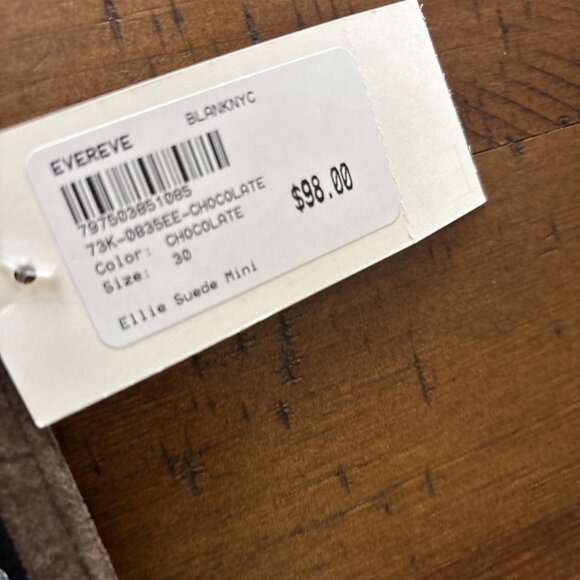 EVEREVE BLANKNYC
797503851085
73K-0835EE-CHOCOLATE
Color: CHOCOLATE
Size: 30
$98.00
Ellie Suede Mini